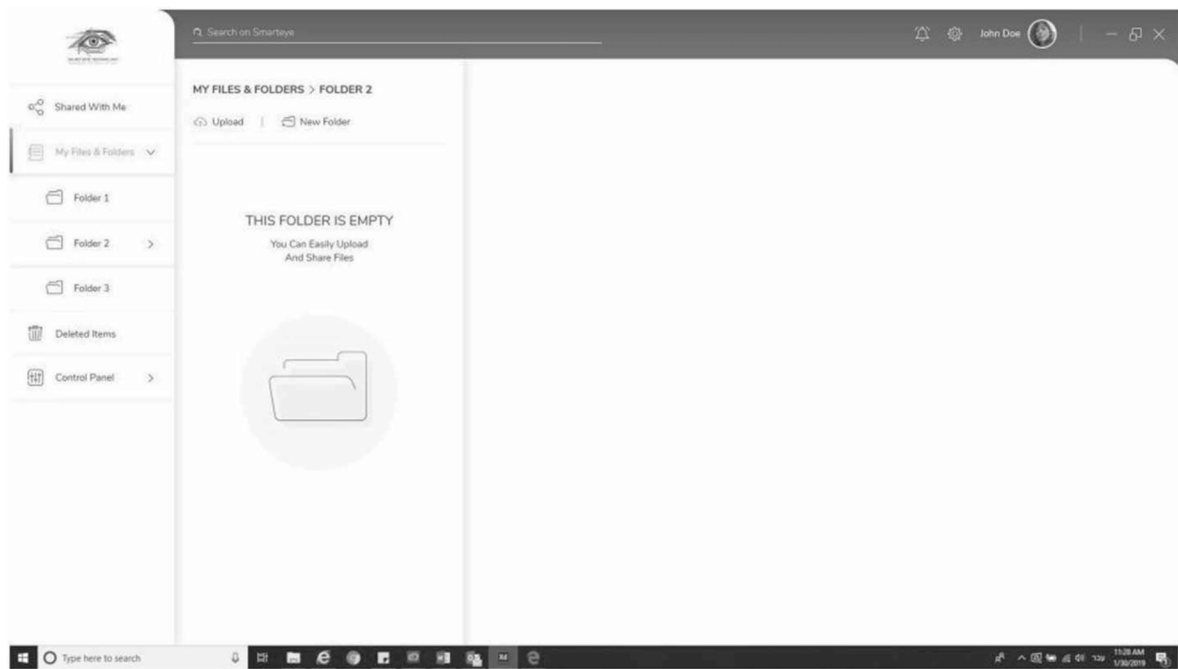 Search on Smarteye
John Doe
MY FILES & FOLDERS > FOLDER 2
Upload | New Folder
Shared With Me
My Files & Folders
Folder 1
Folder 2
Folder 3
Deleted Items
Control Panel
THIS FOLDER IS EMPTY
You Can Easily Upload
And Share Files
Type here to search
עבר
11:28 AM
1/30/2019